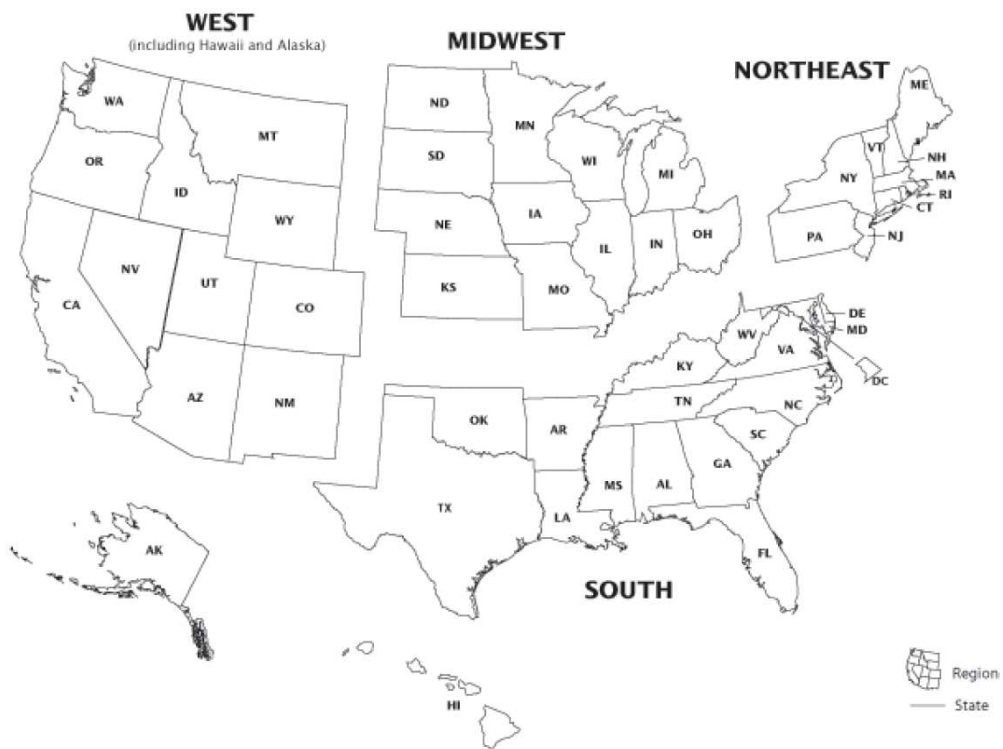 WEST
(including Hawaii and Alaska)
MIDWEST
NORTHEAST
WA
OR
ID
MT
WY
NV
UT
CO
CA
AZ
NM
AK
HI
ND
SD
NE
KS
MN
IA
MO
WI
IL
MI
IN
OH
ME
VT
NH
MA
RI
CT
NY
NJ
PA
DE
MD
DC
WV
VA
KY
TN
NC
SC
GA
FL
AL
MS
LA
AR
OK
TX
SOUTH
Region
State